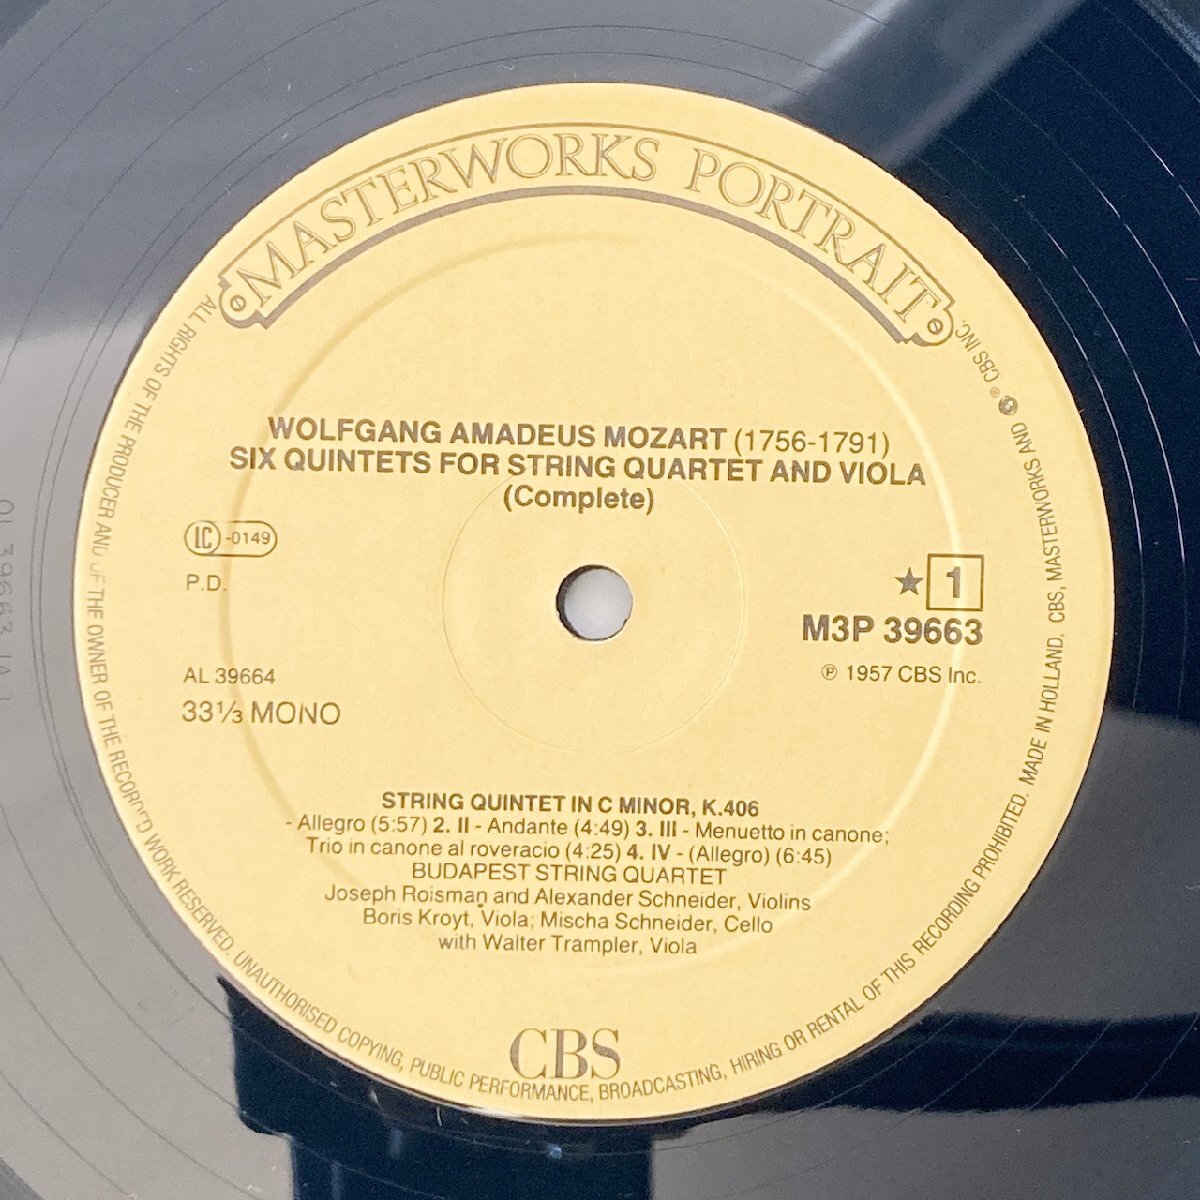 MASTERWORKS PORTRAIT
WOLFGANG AMADEUS MOZART (1756-1791)
SIX QUINTETS FOR STRING QUARTET AND VIOLA
(Complete)
LC -0149
P.D.
★ 1
M3P 39663
℗ 1957 CBS Inc.
AL 39664
33⅓ MONO
STRING QUINTET IN C MINOR, K.406
- Allegro (5:57) 2. II - Andante (4:49) 3. III - Menuetto in canone;
Trio in canone al roveracio (4:25) 4. IV - (Allegro) (6:45)
BUDAPEST STRING QUARTET
Joseph Roisman and Alexander Schneider, Violins
Boris Kroyt, Viola; Mischa Schneider, Cello
with Walter Trampler, Viola
CBS
ALL RIGHTS OF THE PRODUCER AND OF THE OWNER OF THE RECORDED WORK RESERVED. UNAUTHORISED COPYING, PUBLIC PERFORMANCE, BROADCASTING, HIRING OR RENTAL OF THIS RECORDING PROHIBITED. MADE IN HOLLAND. CBS, MASTERWORKS AND ® CBS INC.